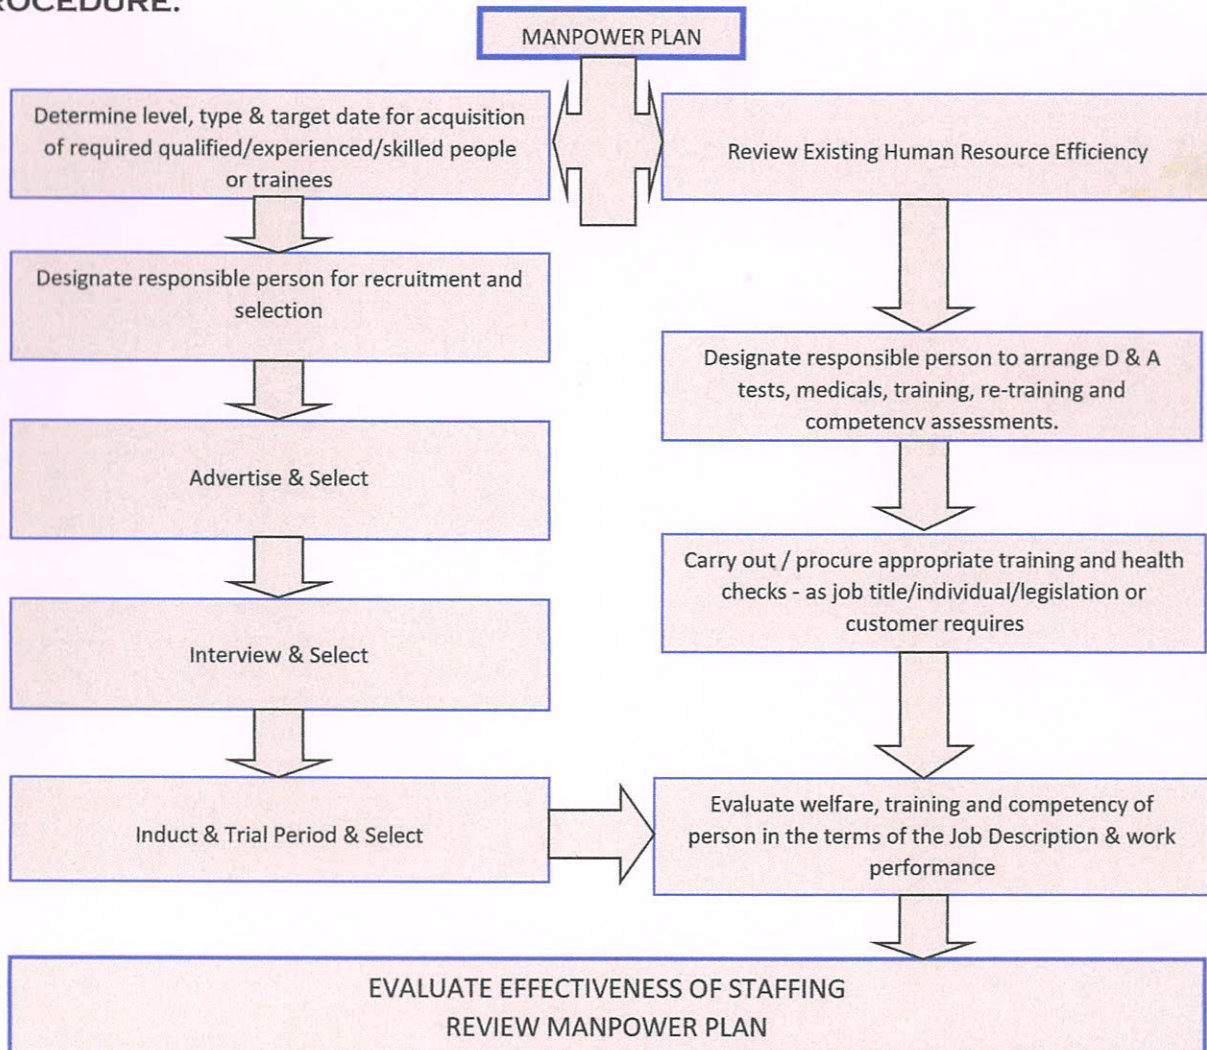 MANPOWER PLAN
Determine level, type & target date for acquisition
of required qualified/experienced/skilled people
or trainees
Designate responsible person for recruitment and
selection
Advertise & Select
Interview & Select
Induct & Trial Period & Select
Review Existing Human Resource Efficiency
Designate responsible person to arrange D & A
tests, medicals, training, re-training and
competency assessments.
Carry out / procure appropriate training and health
checks - as job title/individual/legislation or
customer requires
Evaluate welfare, training and competency of
person in the terms of the Job Description & work
performance
EVALUATE EFFECTIVENESS OF STAFFING
REVIEW MANPOWER PLAN